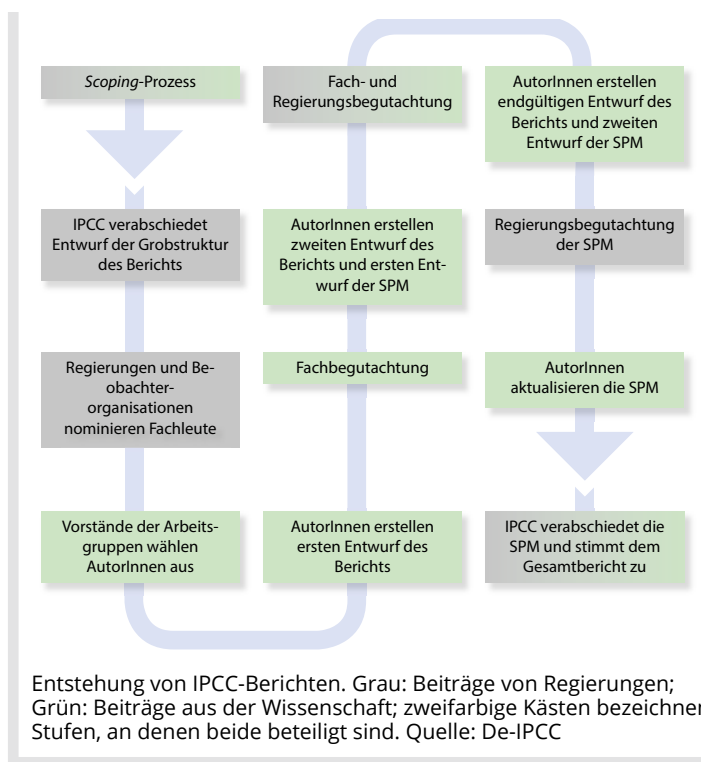 Scoping-Prozess
IPCC verabschiedet
Entwurf der Grobstruktur
des Berichts
Regierungen und Be-
obachter-
organisationen
nominieren Fachleute
Vorstände der Arbeits-
gruppen wählen
AutorInnen aus
AutorInnen erstellen
ersten Entwurf des
Berichts
Fachbegutachtung
AutorInnen erstellen
zweiten Entwurf des
Berichts und ersten Ent-
wurf der SPM
Fach- und
Regierungsbegutachtung
AutorInnen erstellen
endgültigen Entwurf des
Berichts und zweiten
Entwurf der SPM
Regierungsbegutachtung
der SPM
AutorInnen
aktualisieren die SPM
IPCC verabschiedet die
SPM und stimmt dem
Gesamtbericht zu
Entstehung von IPCC-Berichten. Grau: Beiträge von Regierungen;
Grün: Beiträge aus der Wissenschaft; zweifarbige Kästen bezeichnen
Stufen, an denen beide beteiligt sind. Quelle: De-IPCC